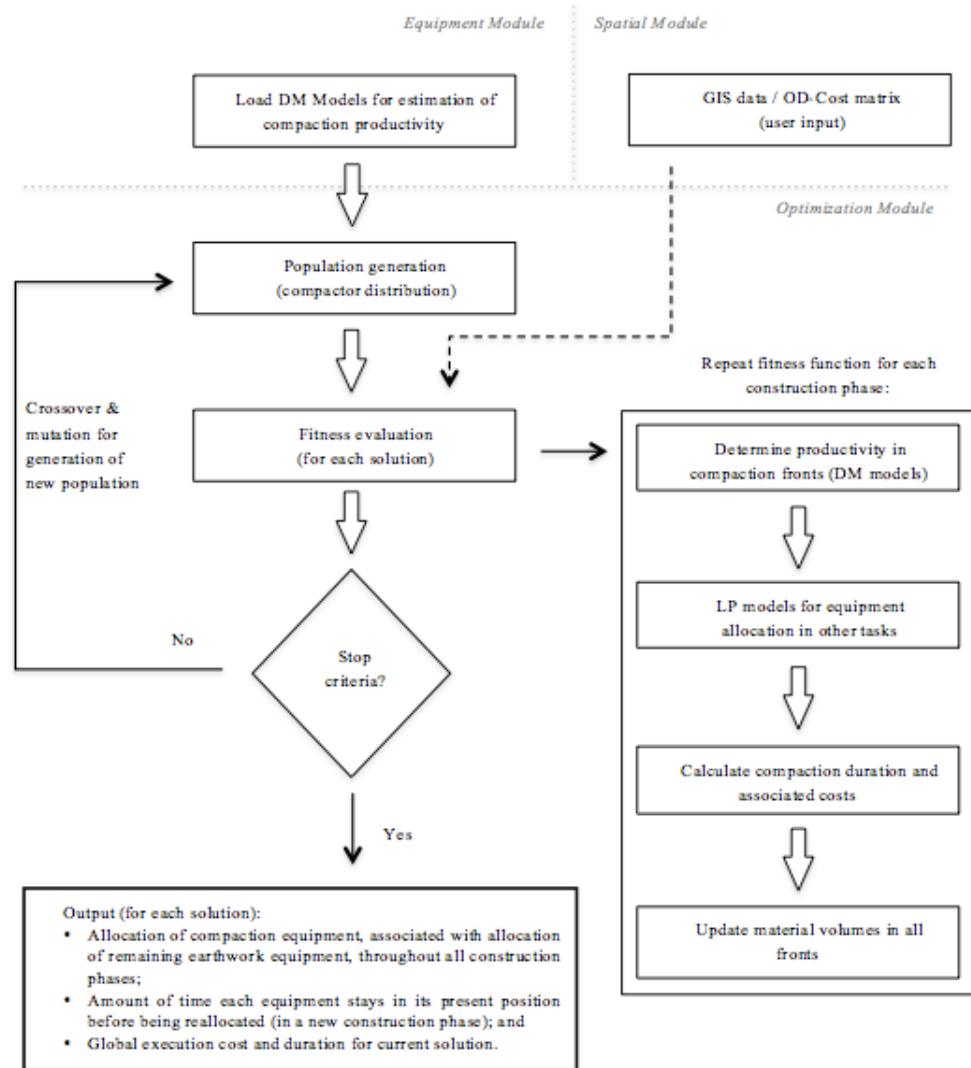 Equipment Module
Spatial Module
Load DM Models for estimation of
compaction productivity
GIS data / OD-Cost matrix
(user input)
Optimization Module
Population generation
(compactor distribution)
Repeat fitness function for each
construction phase:
Crossover &
mutation for
generation of
new population
Fitness evaluation
(for each solution)
Determine productivity in
compaction fronts (DM models)
LP models for equipment
allocation in other tasks
No
Stop
criteria?
Calculate compaction duration and
associated costs
Yes
Update material volumes in all
fronts
Output (for each solution):
• Allocation of compaction equipment, associated with allocation
of remaining earthwork equipment, throughout all construction
phases;
• Amount of time each equipment stays in its present position
before being reallocated (in a new construction phase); and
• Global execution cost and duration for current solution.